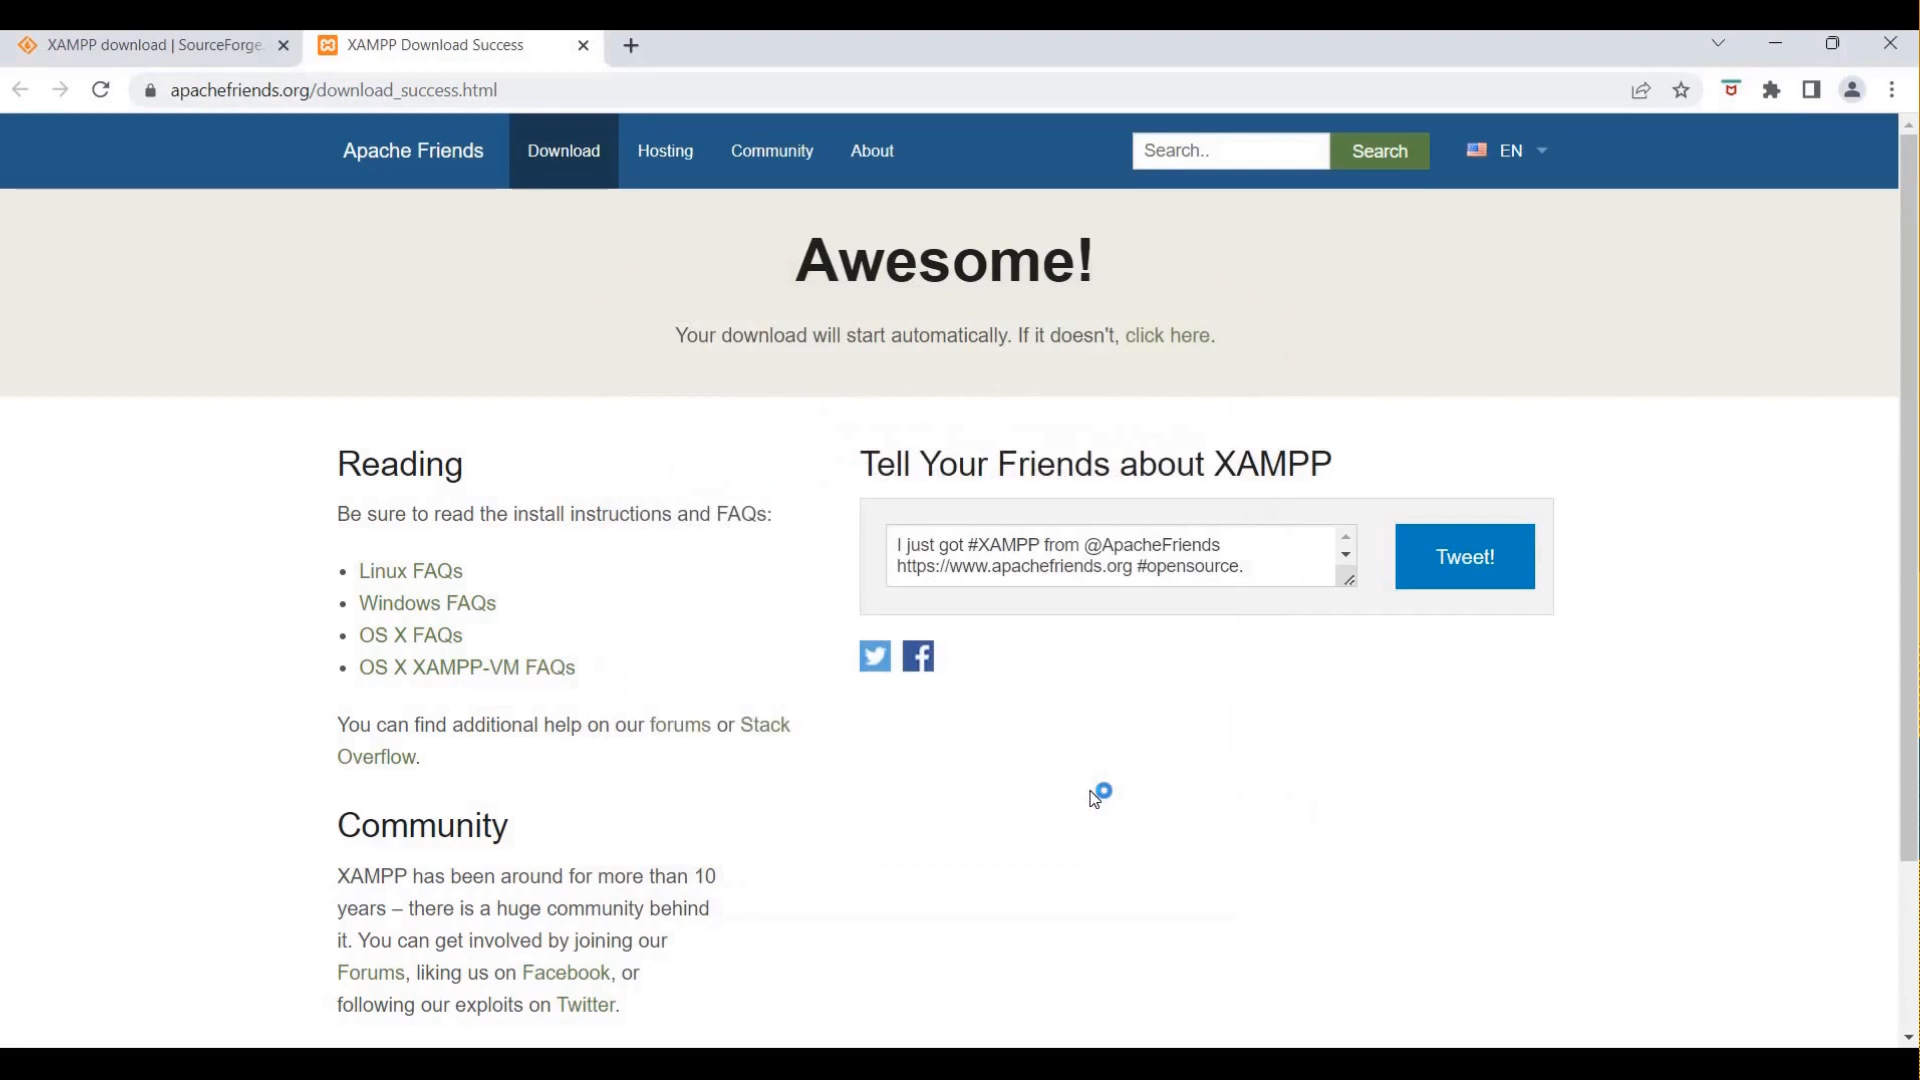 XAMPP download | SourceForge
XAMPP Download Success
apachefriends.org/download_success.html
Apache Friends Download Hosting Community About Search.. Search EN
Awesome!
Your download will start automatically. If it doesn't, click here.
Reading
Be sure to read the install instructions and FAQs:
• Linux FAQs
• Windows FAQs
• OS X FAQs
• OS X XAMPP-VM FAQs
You can find additional help on our forums or Stack
Overflow.
Tell Your Friends about XAMPP
I just got #XAMPP from @ApacheFriends
https://www.apachefriends.org #opensource.
Tweet!
Community
XAMPP has been around for more than 10
years – there is a huge community behind
it. You can get involved by joining our
Forums, liking us on Facebook, or
following our exploits on Twitter.